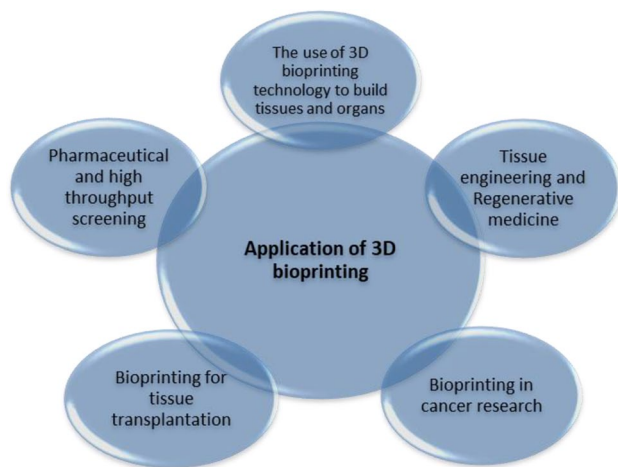 The use of 3D
bioprinting
technology to build
tissues and organs
Pharmaceutical
and high
throughput
screening
Tissue
engineering and
Regenerative
medicine
Application of 3D
bioprinting
Bioprinting for
tissue
transplantation
Bioprinting in
cancer research